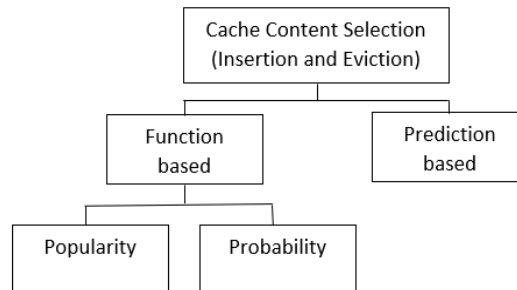 Cache Content Selection
(Insertion and Eviction)
Function
based
Prediction
based
Popularity
Probability